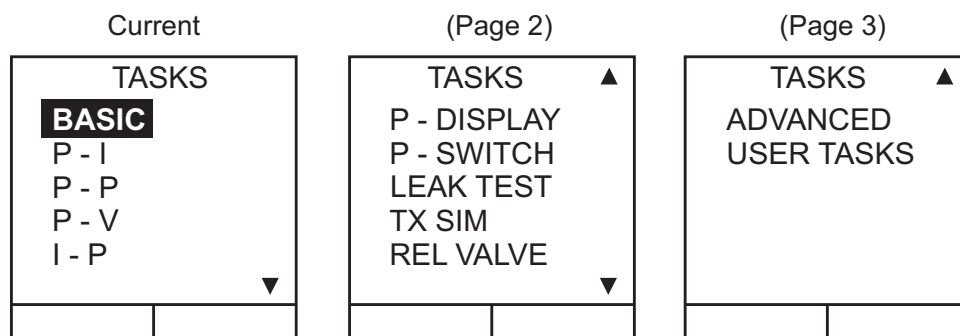 Current
TASKS
BASIC
P - I
P - P
P - V
I - P
(Page 2)
TASKS
P - DISPLAY
P - SWITCH
LEAK TEST
TX SIM
REL VALVE
(Page 3)
TASKS
ADVANCED
USER TASKS